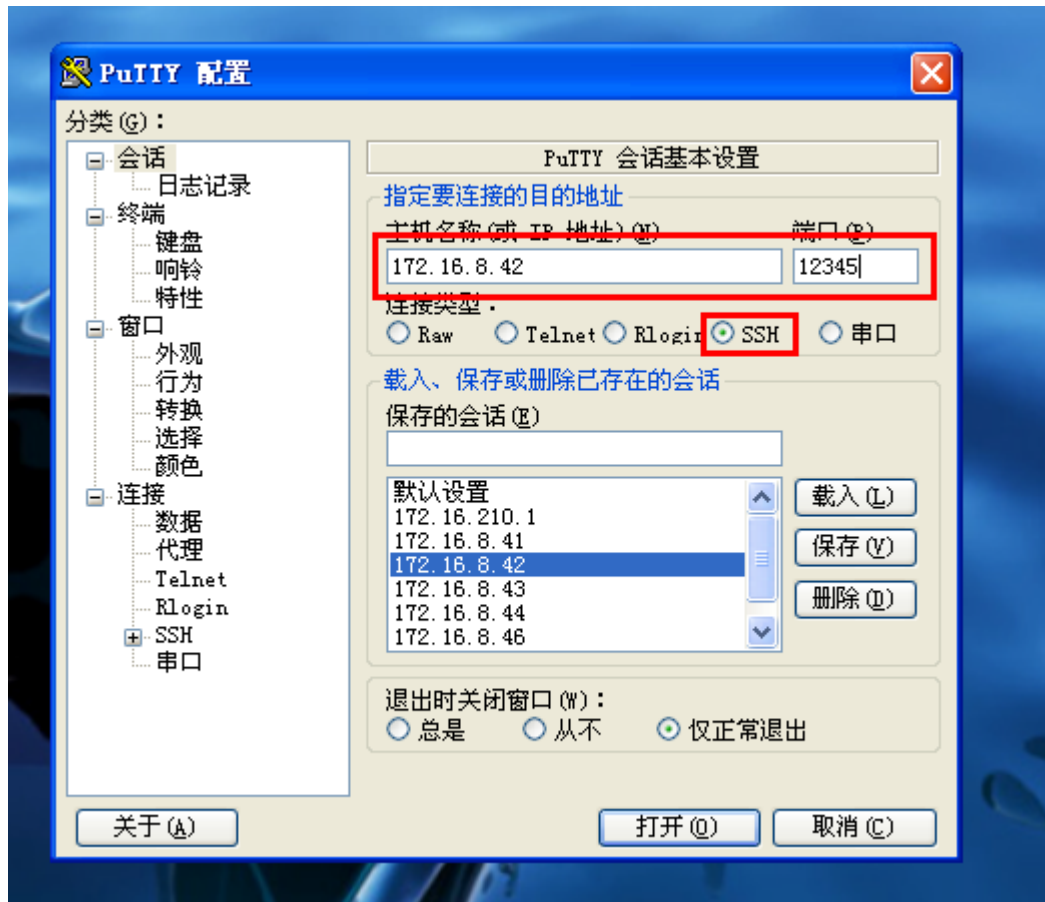 PuTTY 配置
分类(G)：
会话
日志记录
终端
键盘
响铃
特性
窗口
外观
行为
转换
选择
颜色
连接
数据
代理
Telnet
Rlogin
SSH
串口
PuTTY 会话基本设置
指定要连接的目的地址
主机名称(或 IP 地址)(N) 端口(P)
172.16.8.42 12345
连接类型：
Raw Telnet Rlogin SSH 串口
载入、保存或删除已存在的会话
保存的会话(E)
默认设置
172.16.210.1
172.16.8.41
172.16.8.42
172.16.8.43
172.16.8.44
172.16.8.46
载入(L)
保存(V)
删除(D)
退出时关闭窗口(W)：
总是 从不 仅正常退出
关于(A) 打开(O) 取消(C)